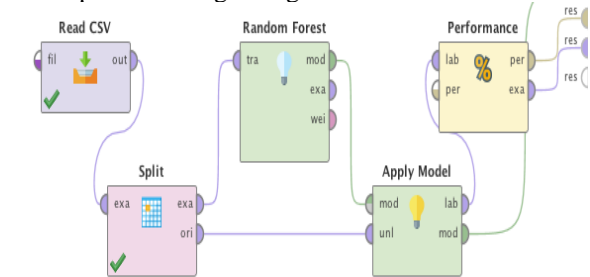 Read CSV
fil
out
Random Forest
tra
mod
exa
wei
Performance
lab
per
per
exa
%
res
res
res
Split
exa
exa
ori
Apply Model
mod
lab
unl
mod